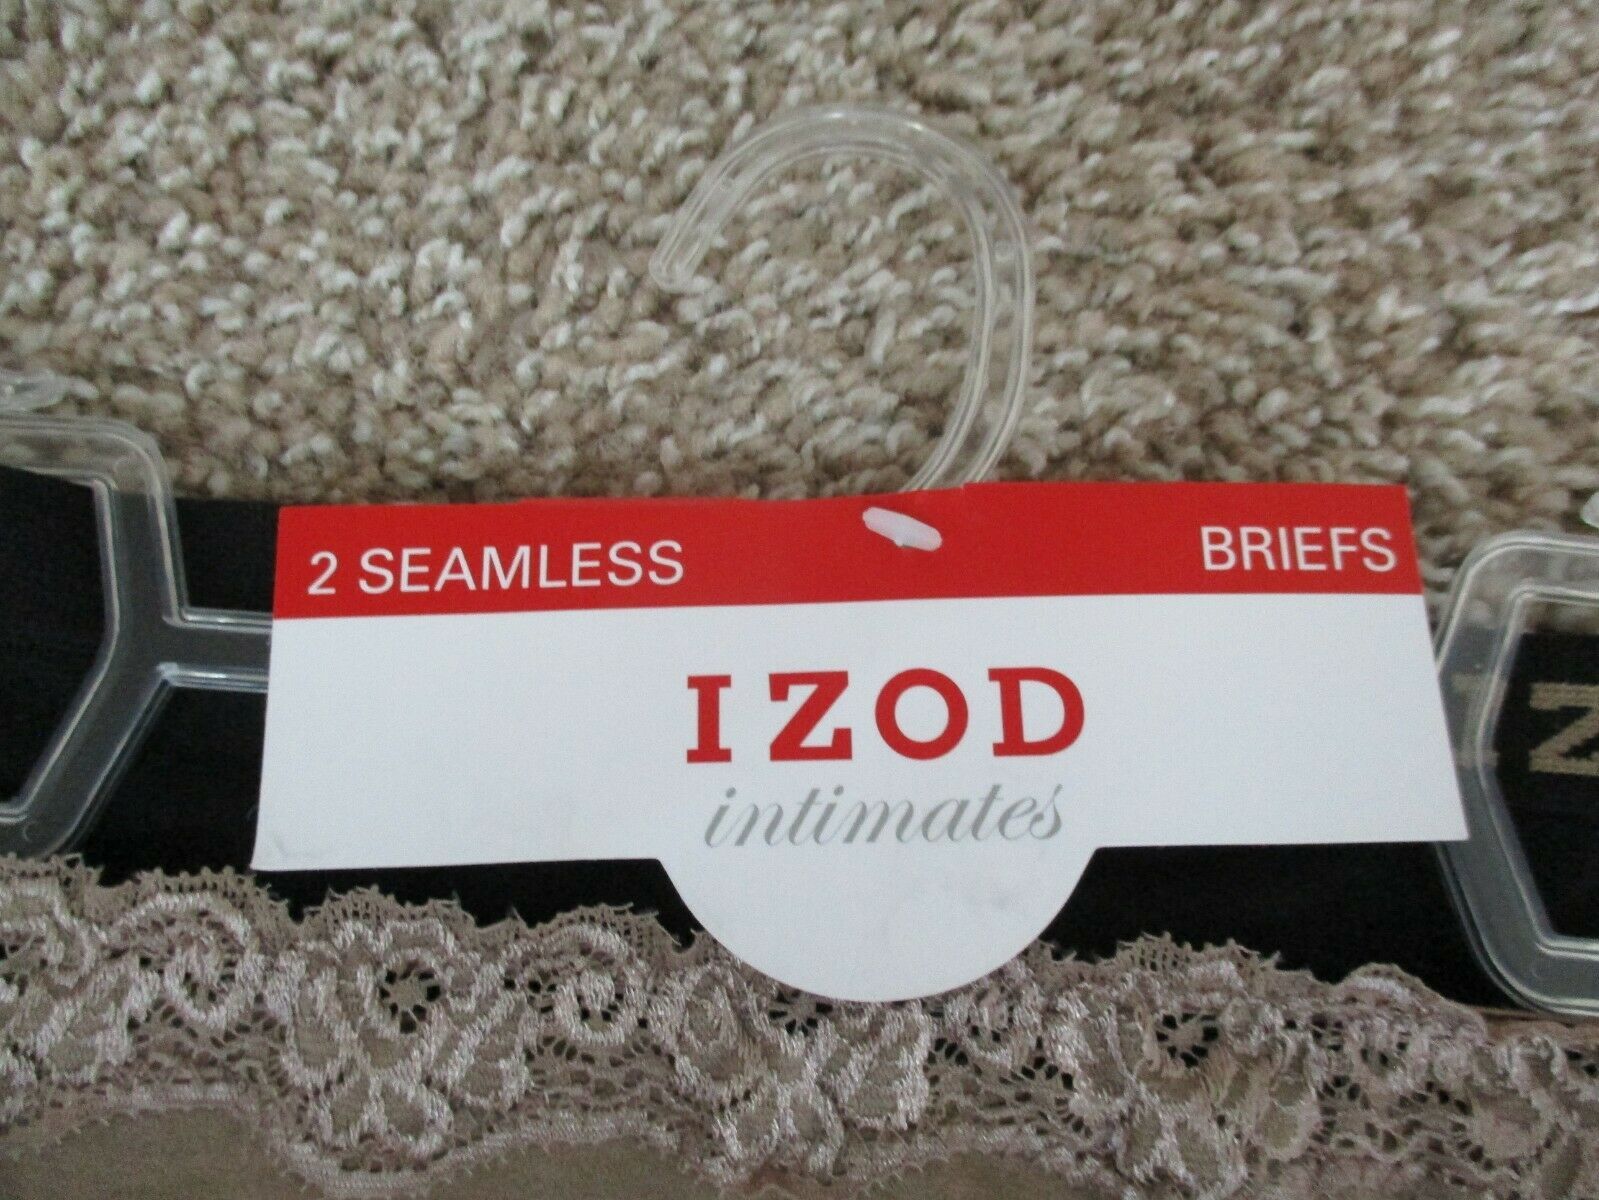 2 SEAMLESS BRIEFS
IZOD
intimates
Z